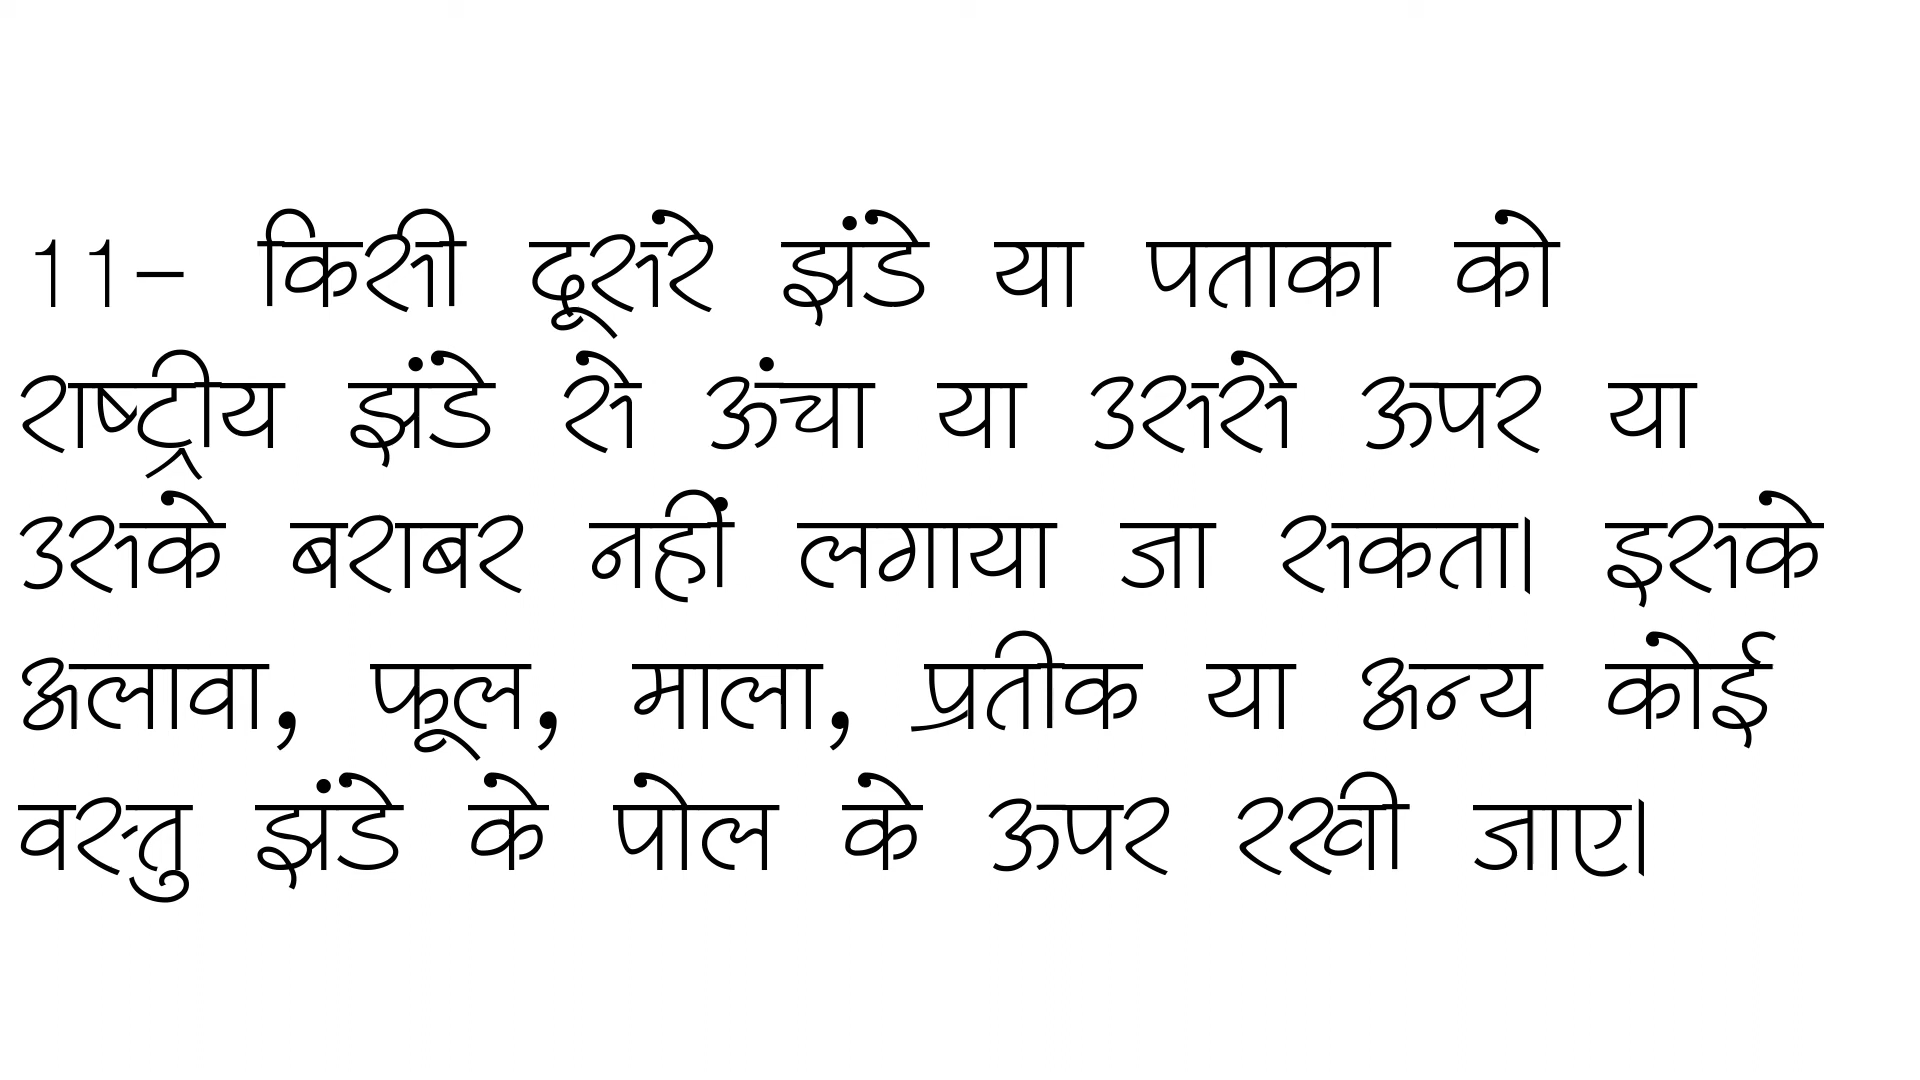 11- किसी दूसरे झंडे या पताका को
राष्ट्रीय झंडे से ऊंचा या उससे ऊपर या
उसके बराबर नहीं लगाया जा सकता। इसके
अलावा, फूल, माला, प्रतीक या अन्य कोई
वस्तु झंडे के पोल के ऊपर रखी जाए।